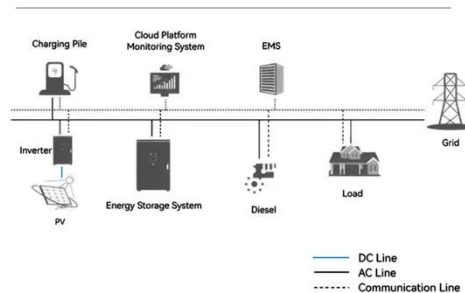 Charging Pile
Cloud Platform
Monitoring System
EMS
Inverter
Grid
PV
Energy Storage System
Diesel
Load
DC Line
AC Line
Communication Line